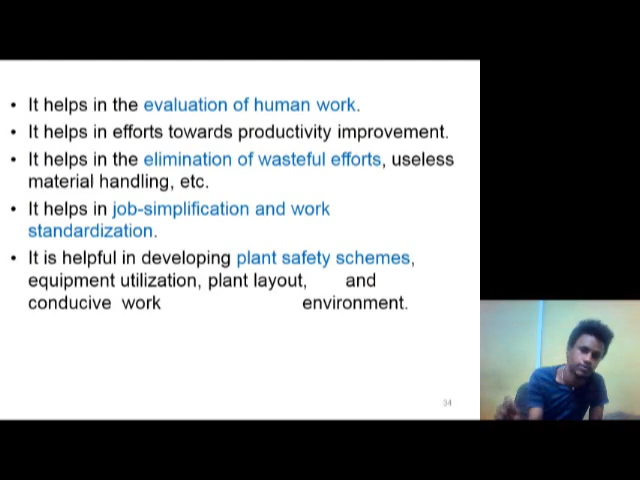 • It helps in the evaluation of human work.
• It helps in efforts towards productivity improvement.
• It helps in the elimination of wasteful efforts, useless
material handling, etc.
• It helps in job-simplification and work
standardization.
• It is helpful in developing plant safety schemes,
equipment utilization, plant layout, and
conducive work environment.
34